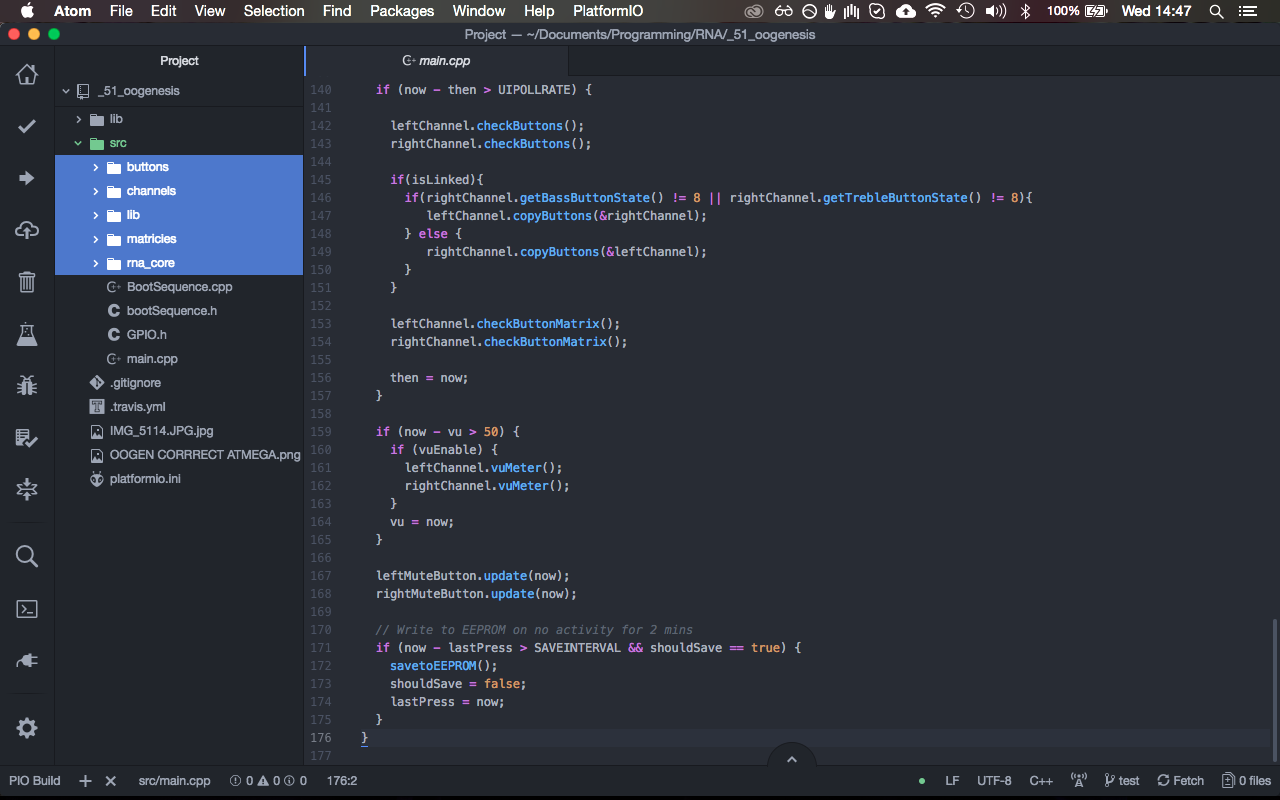 Atom File Edit View Selection Find Packages Window Help PlatformIO 100% Wed 14:47
Project — ~/Documents/Programming/RNA/_51_oogenesis
Project
_51_oogenesis
lib
src
buttons
channels
lib
matricies
rna_core
BootSequence.cpp
bootSequence.h
GPIO.h
main.cpp
.gitignore
.travis.yml
IMG_5114.JPG.jpg
OOGEN CORRRECT ATMEGA.png
platformio.ini
main.cpp
140 if (now - then > UIPOLLRATE) {
141
142 leftChannel.checkButtons();
143 rightChannel.checkButtons();
144
145 if(isLinked){
146 if(rightChannel.getBassButtonState() != 8 || rightChannel.getTrebleButtonState() != 8){
147 leftChannel.copyButtons(&rightChannel);
148 } else {
149 rightChannel.copyButtons(&leftChannel);
150 }
151 }
152
153 leftChannel.checkButtonMatrix();
154 rightChannel.checkButtonMatrix();
155
156 then = now;
157 }
158
159 if (now - vu > 50) {
160 if (vuEnable) {
161 leftChannel.vuMeter();
162 rightChannel.vuMeter();
163 }
164 vu = now;
165 }
166
167 leftMuteButton.update(now);
168 rightMuteButton.update(now);
169
170 // Write to EEPROM on no activity for 2 mins
171 if (now - lastPress > SAVEINTERVAL && shouldSave == true) {
172 savetoEEPROM();
173 shouldSave = false;
174 lastPress = now;
175 }
176 }
177
PIO Build src/main.cpp 0 0 0 176:2 LF UTF-8 C++ test Fetch 0 files